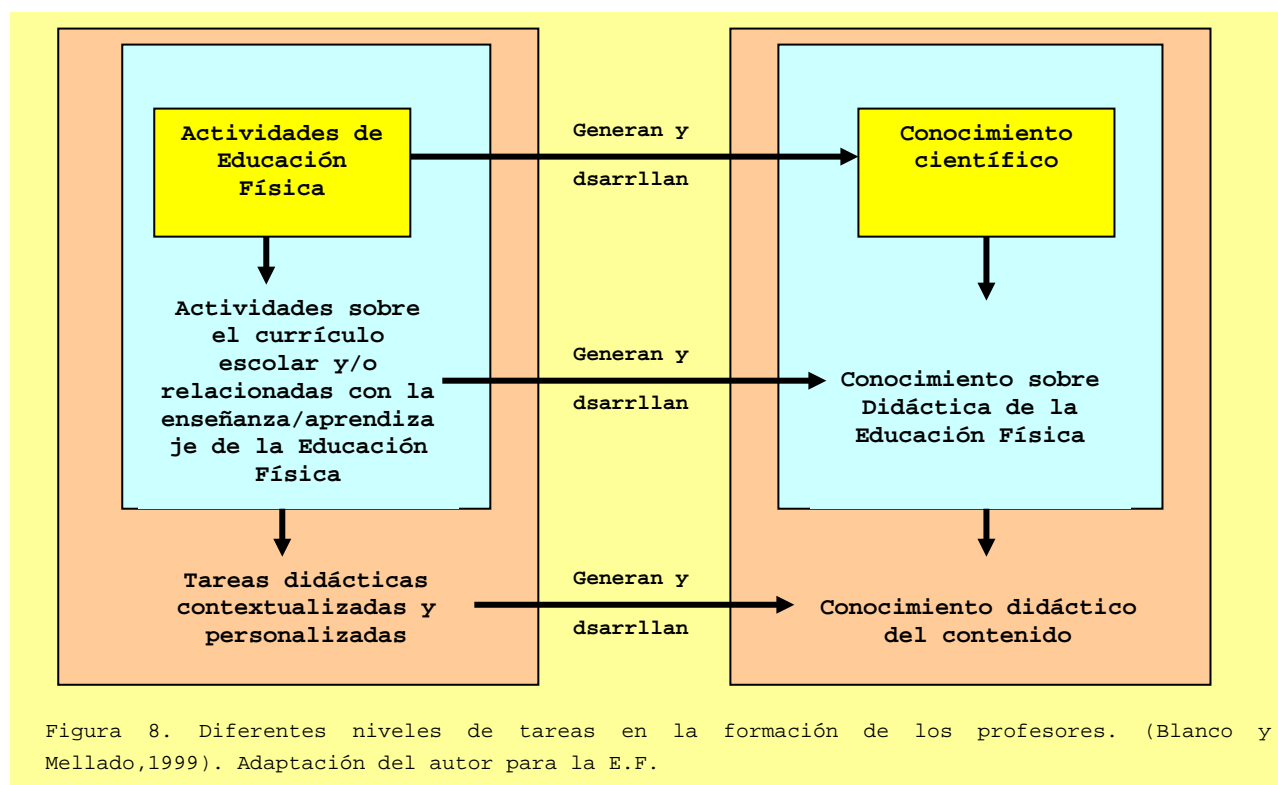 Actividades de
Educación
Física
Generan y
dsarrllan
Conocimiento
científico
Actividades sobre
el currículo
escolar y/o
relacionadas con la
enseñanza/aprendiza
je de la Educación
Física
Generan y
dsarrllan
Conocimiento sobre
Didáctica de la
Educación Física
Tareas didácticas
contextualizadas y
personalizadas
Generan y
dsarrllan
Conocimiento didáctico
del contenido
Figura 8. Diferentes niveles de tareas en la formación de los profesores. (Blanco y
Mellado,1999). Adaptación del autor para la E.F.